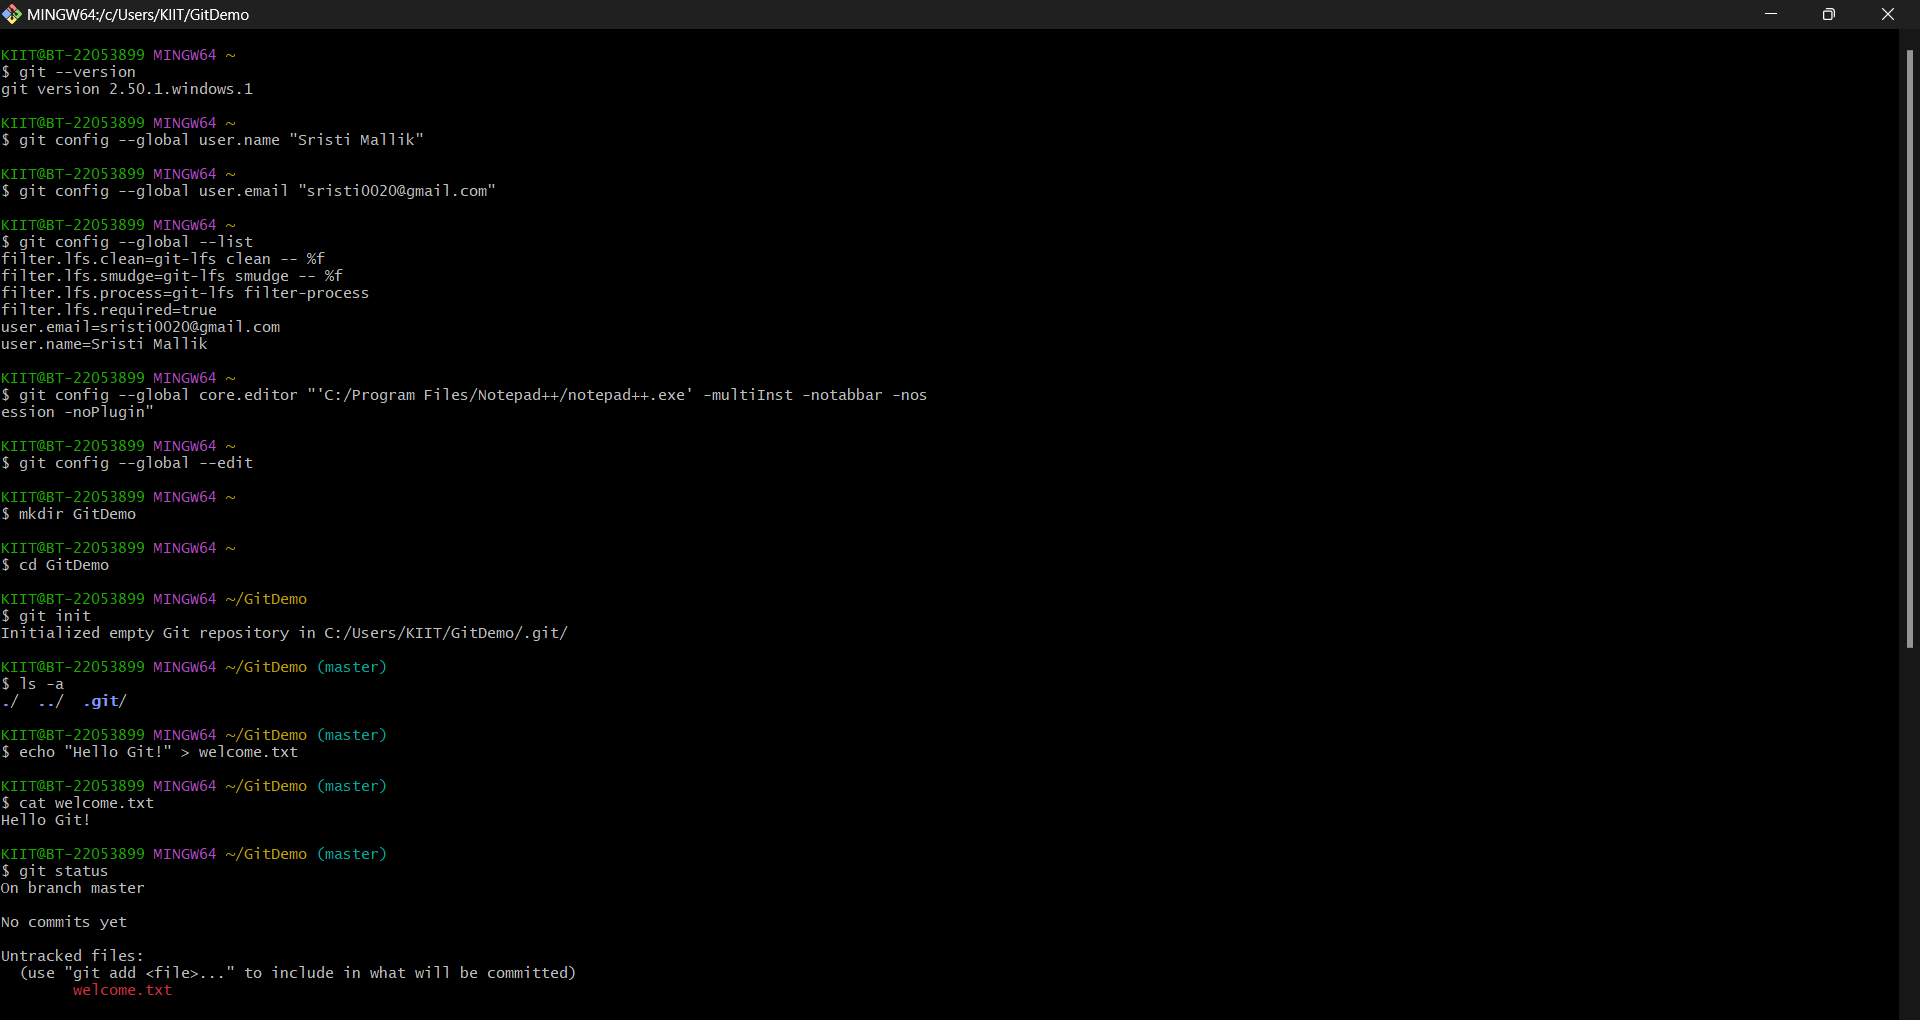 MINGW64:/c/Users/KIIT/GitDemo
KIIT@BT-22053899 MINGW64 ~
$ git --version
git version 2.50.1.windows.1
KIIT@BT-22053899 MINGW64 ~
$ git config --global user.name "Sristi Mallik"
KIIT@BT-22053899 MINGW64 ~
$ git config --global user.email "sristi0020@gmail.com"
KIIT@BT-22053899 MINGW64 ~
$ git config --global --list
filter.lfs.clean=git-lfs clean -- %f
filter.lfs.smudge=git-lfs smudge -- %f
filter.lfs.process=git-lfs filter-process
filter.lfs.required=true
user.email=sristi0020@gmail.com
user.name=Sristi Mallik
KIIT@BT-22053899 MINGW64 ~
$ git config --global core.editor "'C:/Program Files/Notepad++/notepad++.exe' -multiInst -notabbar -nos
ession -noPlugin"
KIIT@BT-22053899 MINGW64 ~
$ git config --global --edit
KIIT@BT-22053899 MINGW64 ~
$ mkdir GitDemo
KIIT@BT-22053899 MINGW64 ~
$ cd GitDemo
KIIT@BT-22053899 MINGW64 ~/GitDemo
$ git init
Initialized empty Git repository in C:/Users/KIIT/GitDemo/.git/
KIIT@BT-22053899 MINGW64 ~/GitDemo (master)
$ ls -a
./  ../  .git/
KIIT@BT-22053899 MINGW64 ~/GitDemo (master)
$ echo "Hello Git!" > welcome.txt
KIIT@BT-22053899 MINGW64 ~/GitDemo (master)
$ cat welcome.txt
Hello Git!
KIIT@BT-22053899 MINGW64 ~/GitDemo (master)
$ git status
On branch master
No commits yet
Untracked files:
  (use "git add <file>..." to include in what will be committed)
        welcome.txt